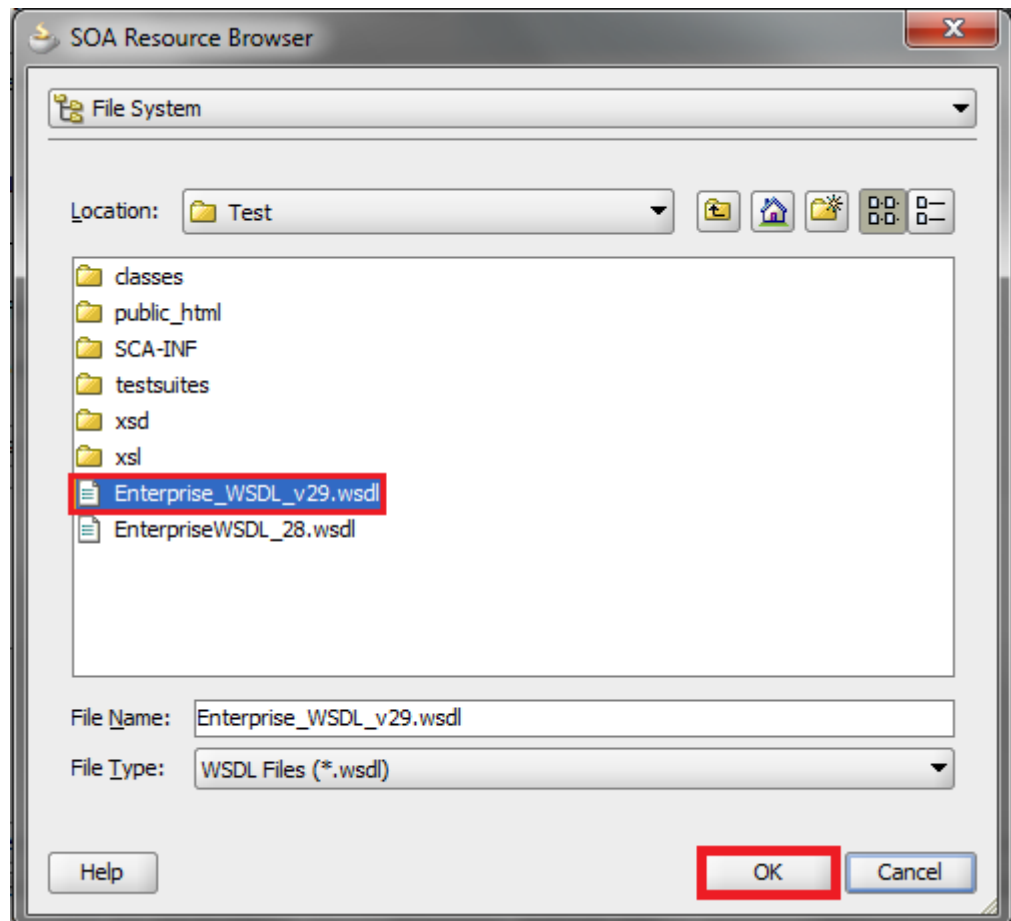 SOA Resource Browser
File System
Location: Test
classes
public_html
SCA-INF
testsuites
xsd
xsl
Enterprise_WSDL_v29.wsdl
EnterpriseWSDL_28.wsdl
File Name: Enterprise_WSDL_v29.wsdl
File Type: WSDL Files (*.wsdl)
Help OK Cancel